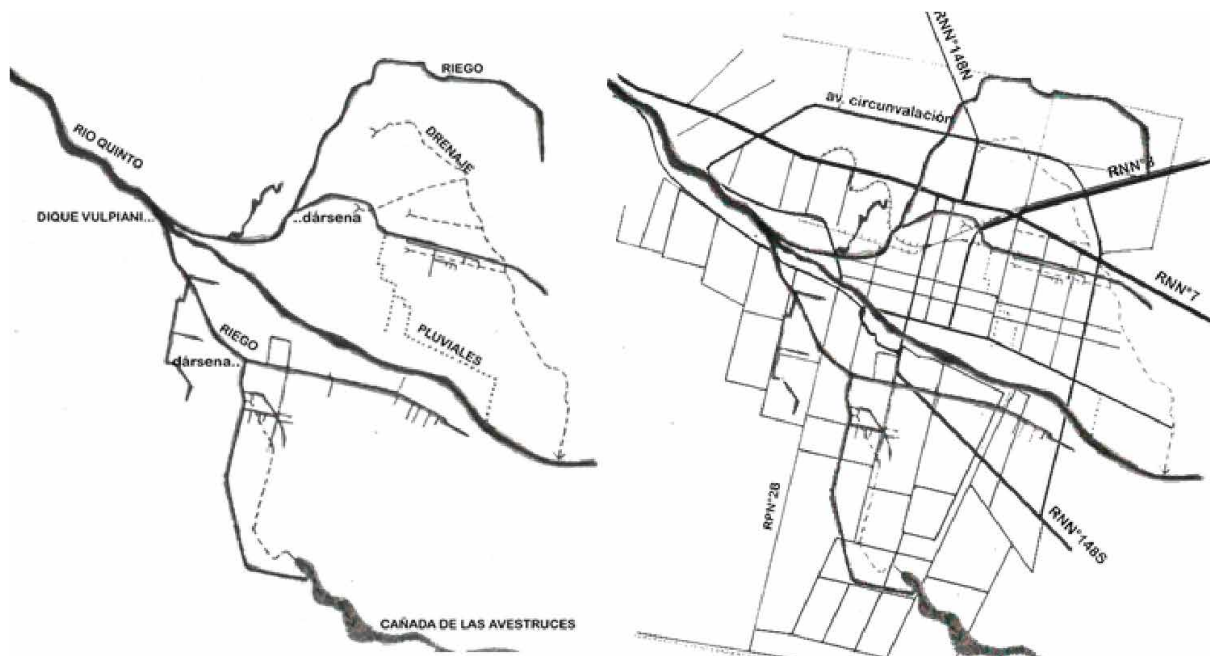 RIEGO
RIO QUINTO
DRENAJE
DIQUE VULPIANI...
...dársena
RIEGO
dársena...
PLUVIALES
CAÑADA DE LAS AVESTRUCES
RNN°148N
av. circunvalación
RNN°8
RNN°7
RPN°2B
RNN°148S